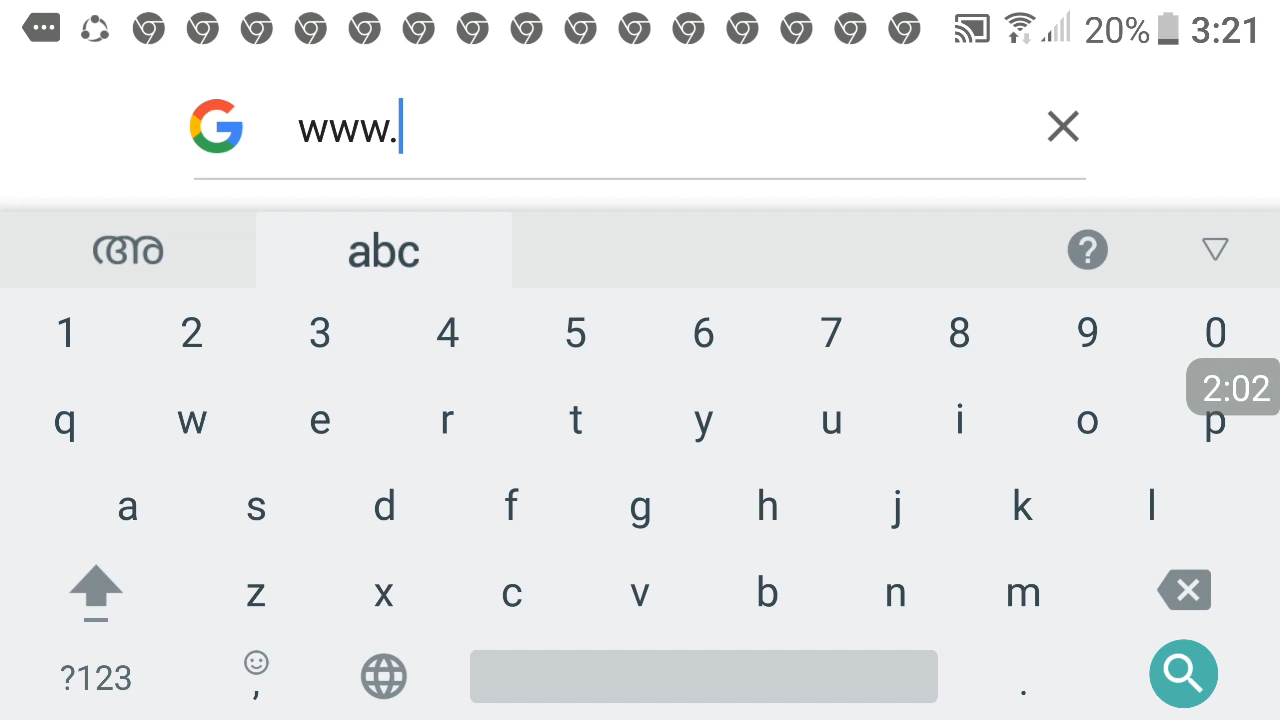 20% 3:21
www.
അ abc ?
1 2 3 4 5 6 7 8 9 0
2:02
q w e r t y u i o p
a s d f g h j k l
z x c v b n m
?123 , .